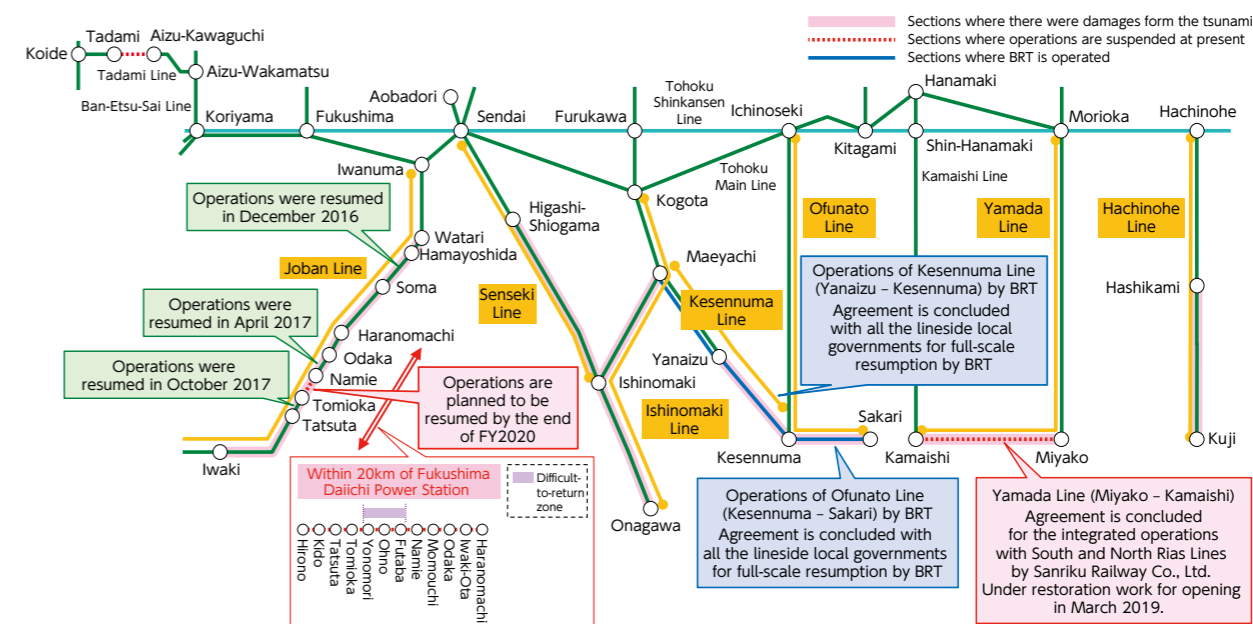 Sections where there were damages form the tsunami
Sections where operations are suspended at present
Sections where BRT is operated
Koide
Tadami
Aizu-Kawaguchi
Tadami Line
Aizu-Wakamatsu
Ban-Etsu-Sai Line
Koriyama
Fukushima
Aobadori
Sendai
Furukawa
Tohoku
Shinkansen
Line
Ichinoseki
Hanamaki
Kitagami
Shin-Hanamaki
Morioka
Hachinohe
Iwanuma
Tohoku
Main Line
Kamaishi Line
Kogota
Operations were resumed
in December 2016
Watari
Hamayoshida
Higashi-
Shiogama
Ofunato
Line
Yamada
Line
Hachinohe
Line
Joban Line
Soma
Senseki
Line
Maeyachi
Kesennuma
Line
Operations of Kesennuma Line
(Yanaizu – Kesennuma) by BRT
Agreement is concluded
with all the lineside local
governments for full-scale
resumption by BRT
Hashikami
Operations were
resumed in April 2017
Haranomachi
Odaka
Namie
Yanaizu
Operations were
resumed in October 2017
Tomioka
Tatsuta
Operations are
planned to be
resumed by the end
of FY2020
Ishinomaki
Ishinomaki
Line
Sakari
Iwaki
Kesennuma
Kamaishi
Miyako
Kuji
Within 20km of Fukushima
Daiichi Power Station
Difficult-
to-return
zone
Onagawa
Hirono
Kido
Tatsuta
Tomioka
Yonomori
Ohno
Futaba
Namie
Momouchi
Odaka
Iwaki-Ota
Haranomachi
Operations of Ofunato Line
(Kesennuma – Sakari) by BRT
Agreement is concluded with
all the lineside local governments
for full-scale resumption by BRT
Yamada Line (Miyako – Kamaishi)
Agreement is concluded
for the integrated operations
with South and North Rias Lines
by Sanriku Railway Co., Ltd.
Under restoration work for opening
in March 2019.